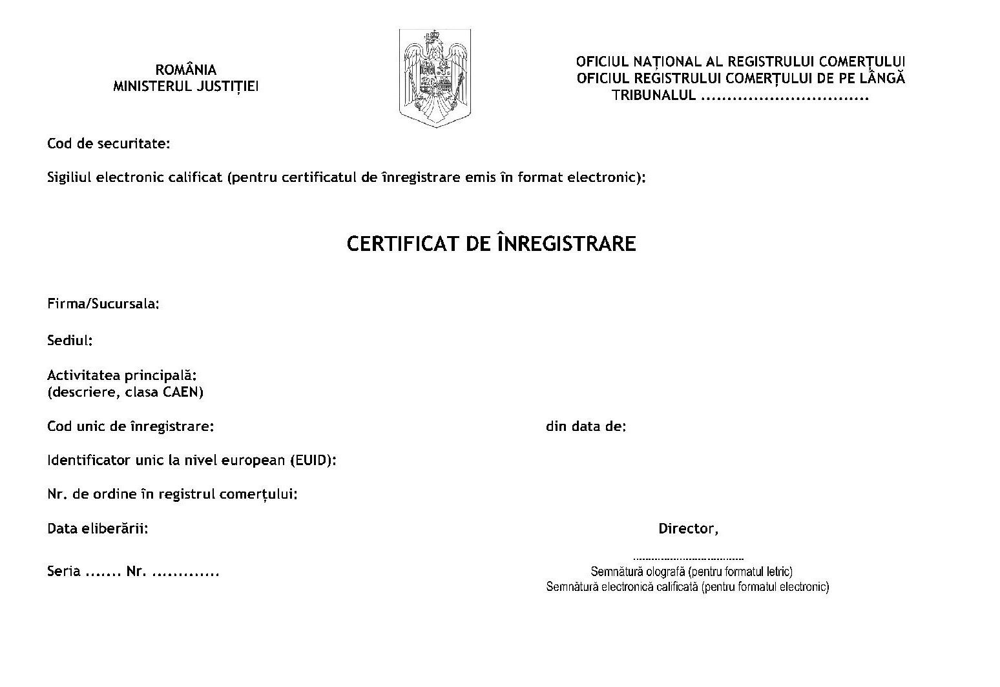 ROMÂNIA
MINISTERUL JUSTIȚIEI
OFICIUL NAȚIONAL AL REGISTRULUI COMERȚULUI
OFICIUL REGISTRULUI COMERȚULUI DE PE LÂNGĂ
TRIBUNALUL ................................
Cod de securitate:
Sigiliul electronic calificat (pentru certificatul de înregistrare emis în format electronic):
CERTIFICAT DE ÎNREGISTRARE
Firma/Sucursala:
Sediul:
Activitatea principală:
(descriere, clasa CAEN)
Cod unic de înregistrare: din data de:
Identificator unic la nivel european (EUID):
Nr. de ordine în registrul comerțului:
Data eliberării: Director,
.....................................
Seria ....... Nr. .............
Semnătură olografă (pentru formatul letric)
Semnătură electronică calificată (pentru formatul electronic)